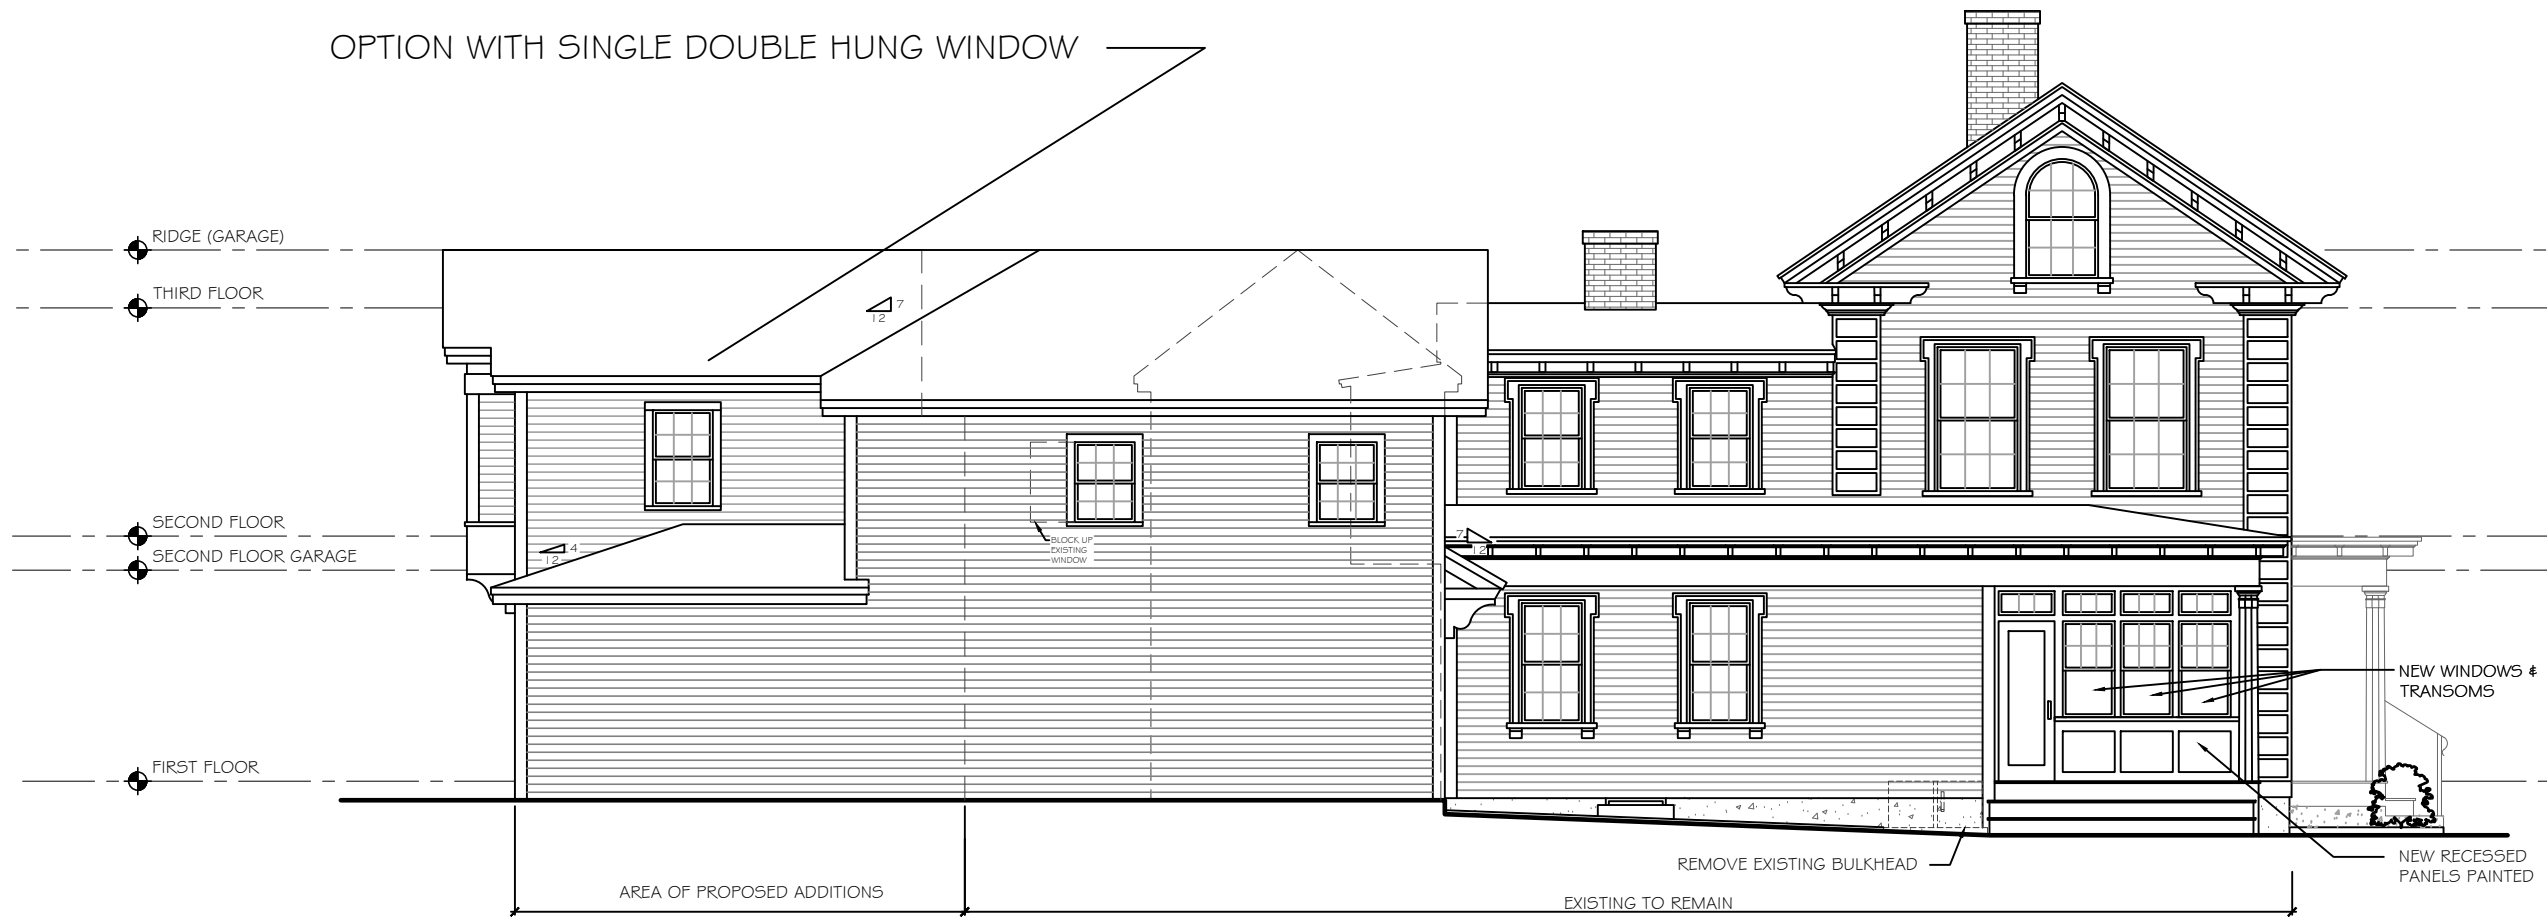 OPTION WITH SINGLE DOUBLE HUNG WINDOW
RIDGE (GARAGE)
THIRD FLOOR
7
12
SECOND FLOOR
SECOND FLOOR GARAGE
4
12
BLOCK UP
EXISTING
WINDOW
7
12
NEW WINDOWS &
TRANSOMS
FIRST FLOOR
REMOVE EXISTING BULKHEAD
NEW RECESSED
PANELS PAINTED
AREA OF PROPOSED ADDITIONS
EXISTING TO REMAIN